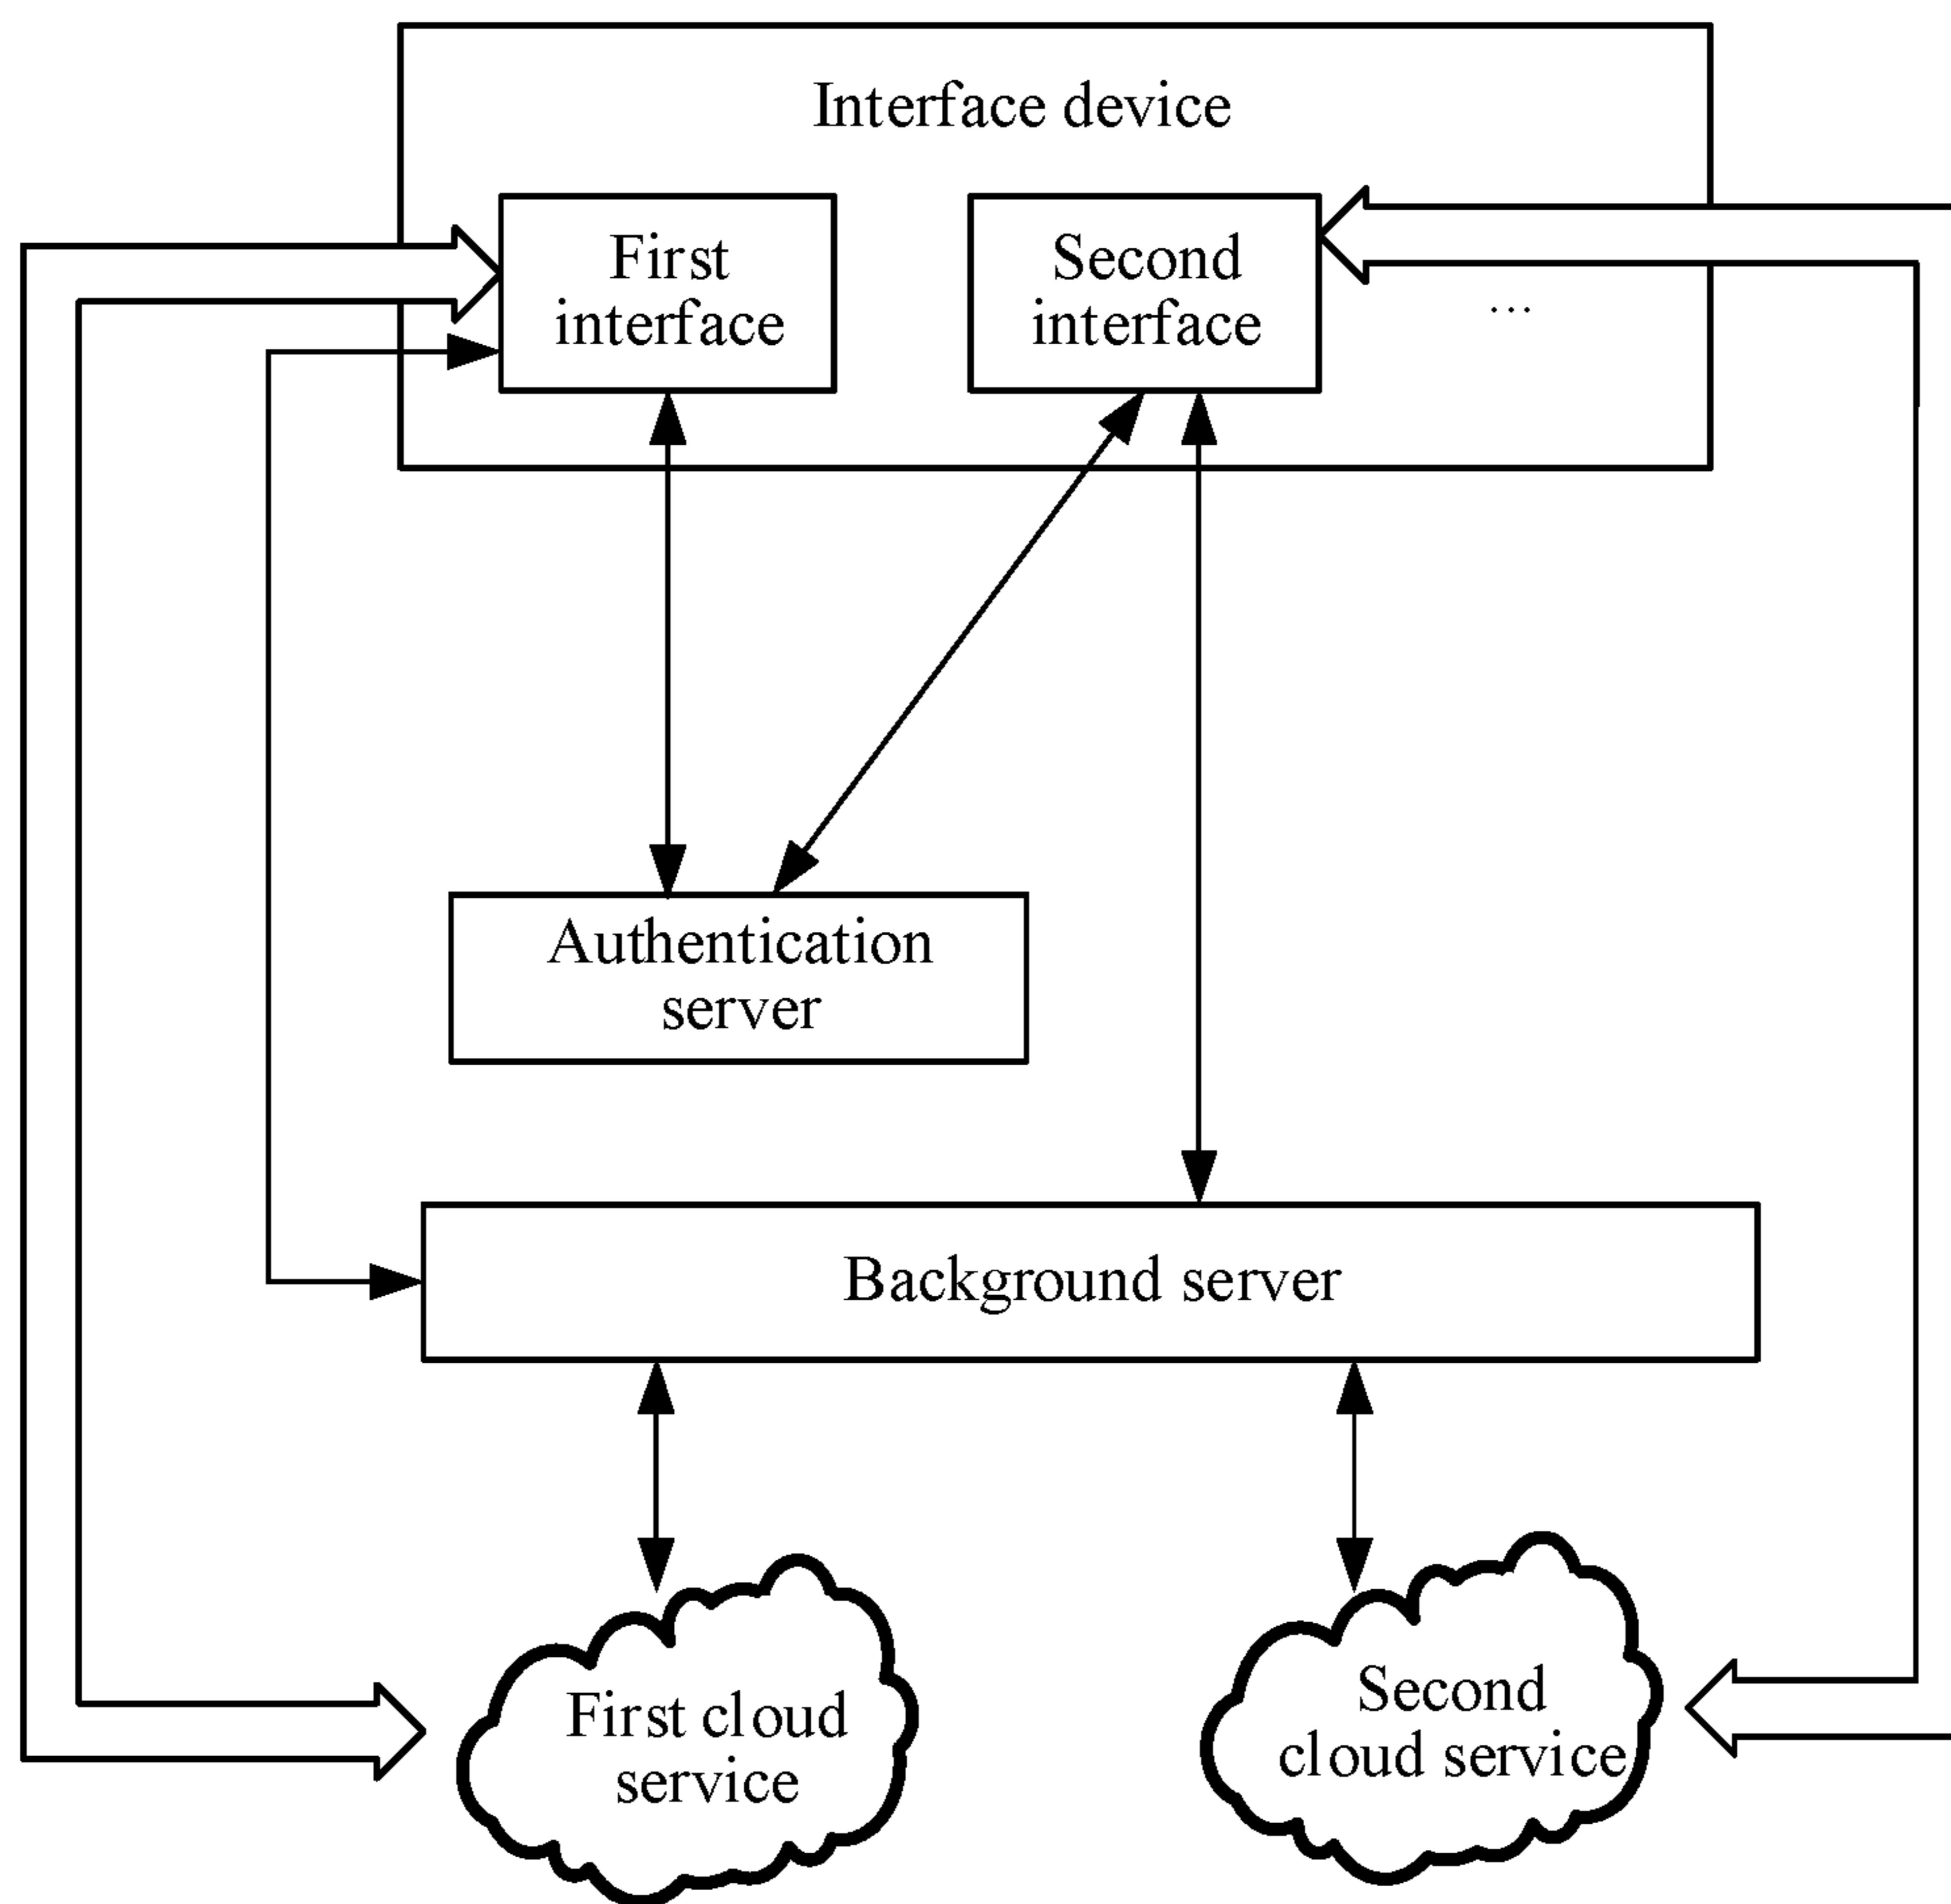 Interface device
First
interface
Second
interface
...
Authentication
server
Background server
First cloud
service
Second
cloud service